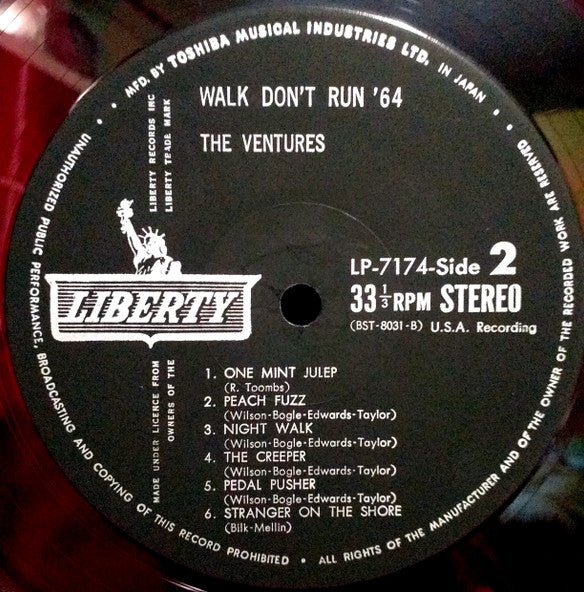 • MFD. BY TOSHIBA MUSICAL INDUSTRIES LTD. IN JAPAN •
WALK DON'T RUN '64
THE VENTURES
LIBERTY RECORDS INC
LIBERTY TRADE MARK
LIBERTY
LP-7174-Side 2
33 1/3 RPM STEREO
(BST-8031-B) U.S.A. Recording
1. ONE MINT JULEP
(R. Toombs)
2. PEACH FUZZ
(Wilson-Bogle-Edwards-Taylor)
3. NIGHT WALK
(Wilson-Bogle-Edwards-Taylor)
4. THE CREEPER
(Wilson-Bogle-Edwards-Taylor)
5. PEDAL PUSHER
(Wilson-Bogle-Edwards-Taylor)
6. STRANGER ON THE SHORE
(Bilk-Mellin)
MADE UNDER LICENCE FROM
OWNERS OF THE
• ALL RIGHTS OF THE MANUFACTURER AND OF THE OWNER OF THE RECORDED WORK ARE RESERVED
UNAUTHORIZED PUBLIC PERFORMANCE, BROADCASTING AND COPYING OF THIS RECORD PROHIBITED